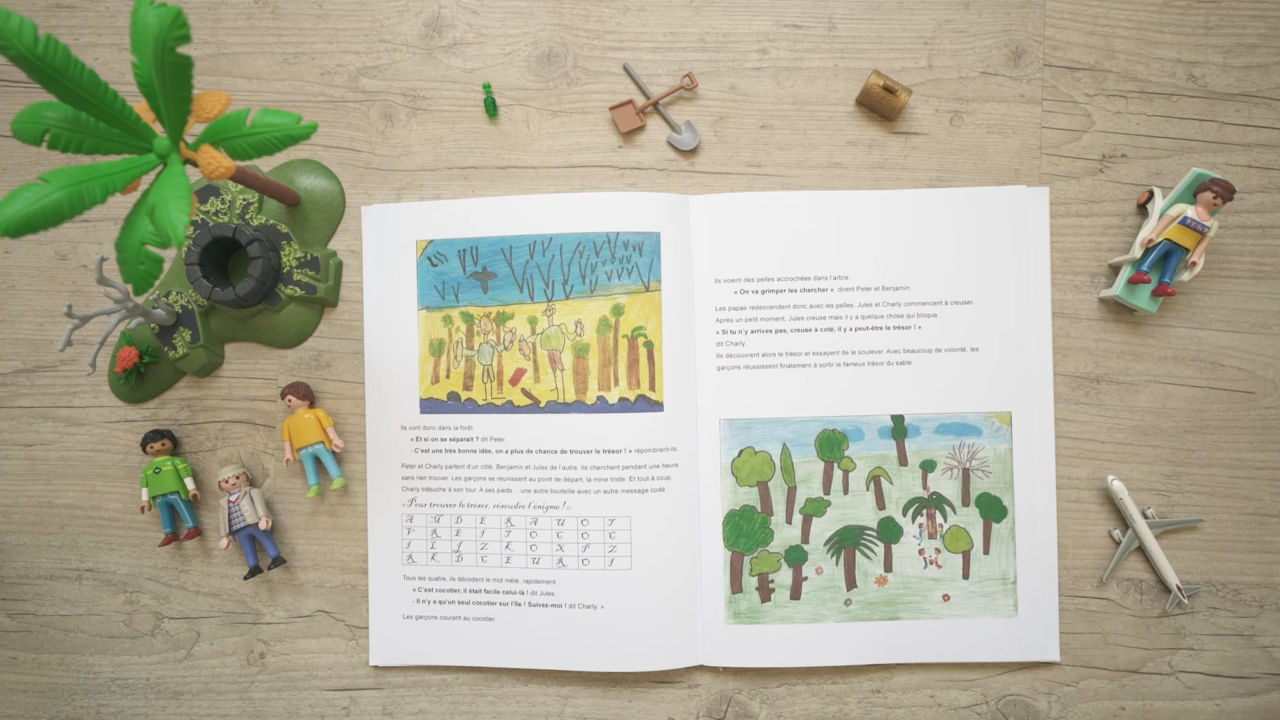 Ils vont donc dans la forêt.
« Et si on se séparait ? dit Peter.
- C'est une très bonne idée, on a plus de chance de trouver le trésor ! » répondirent-ils.
Peter et Charly partent d'un côté, Benjamin et Jules de l'autre. Ils cherchent pendant une heure
sans rien trouver. Les garçons se réunissent au point de départ, la mine triste. Et tout à coup,
Charly trébuche à son tour. A ses pieds… une autre bouteille avec un autre message codé :
« Pour trouver le trésor, résoudre l'énigme ! ».
A M D E R A U O T
P R E I T O C O C
I E I Z K O X P Z
R K D C E U R O I
Tous les quatre, ils décodent le mot mêlé, rapidement.
« C'est cocotier, il était facile celui-là ! dit Jules.
- Il n'y a qu'un seul cocotier sur l'île ! Suivez-moi ! dit Charly. »
Les garçons courent au cocotier.
Ils voient des pelles accrochées dans l'arbre.
« On va grimper les chercher », dirent Peter et Benjamin.
Les papas redescendent donc avec les pelles. Jules et Charly commencent à creuser.
Après un petit moment, Jules creuse mais il y a quelque chose qui bloque.
« Si tu n'y arrives pas, creuse à coté, il y a peut-être le trésor ! »
dit Charly.
Ils découvrent alors le trésor et essayent de le soulever. Avec beaucoup de volonté, les
garçons réussissent finalement à sortir le fameux trésor du sable.